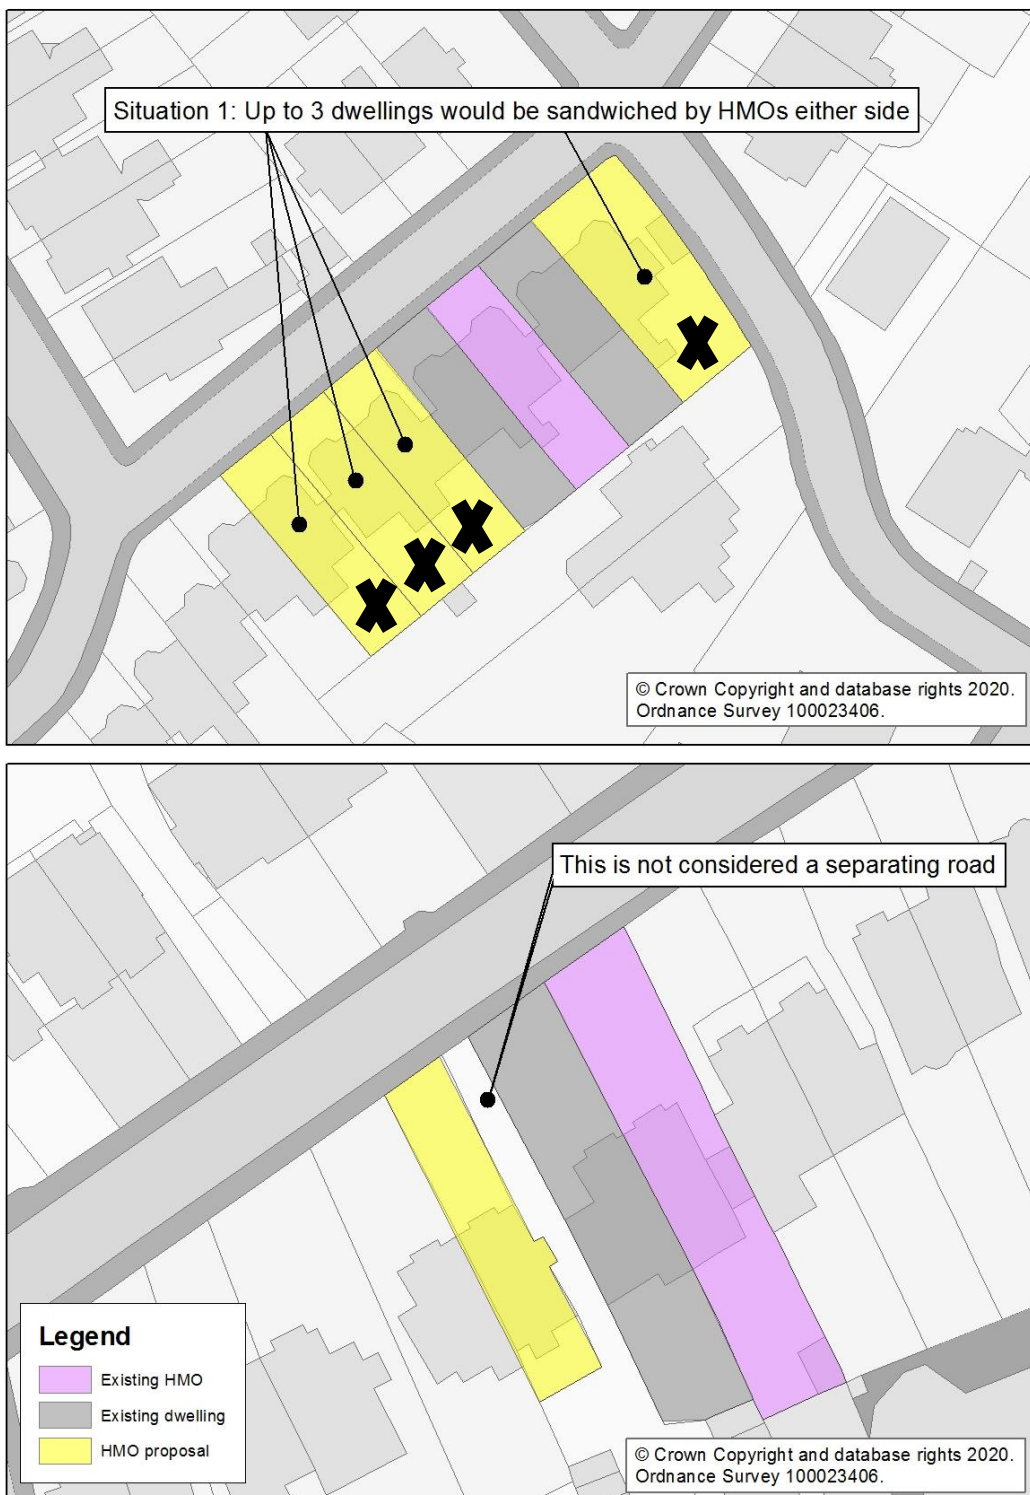 Situation 1: Up to 3 dwellings would be sandwiched by HMOs either side
© Crown Copyright and database rights 2020.
Ordnance Survey 100023406.
This is not considered a separating road
Legend
Existing HMO
Existing dwelling
HMO proposal
© Crown Copyright and database rights 2020.
Ordnance Survey 100023406.